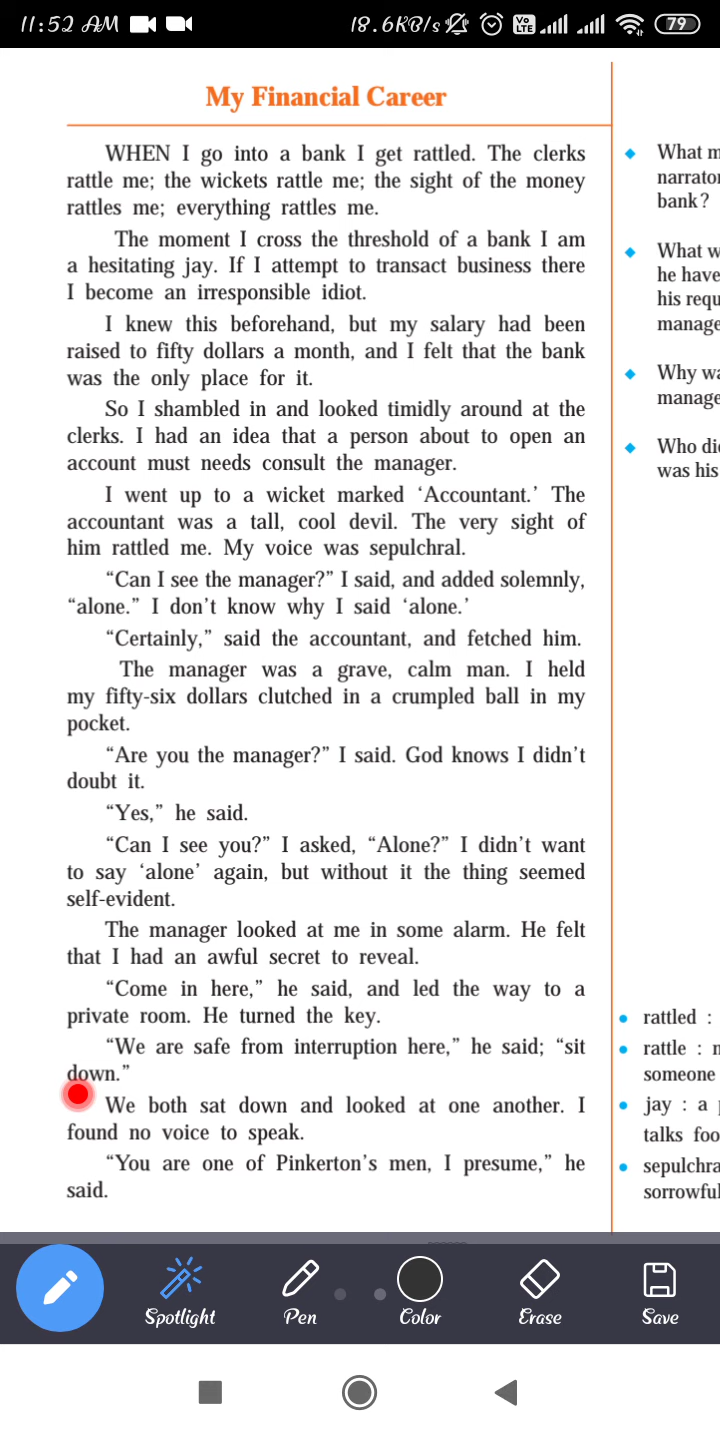 11:52 AM 18.6KB/s Vo LTE 79
My Financial Career
WHEN I go into a bank I get rattled. The clerks
rattle me; the wickets rattle me; the sight of the money
rattles me; everything rattles me.
The moment I cross the threshold of a bank I am
a hesitating jay. If I attempt to transact business there
I become an irresponsible idiot.
I knew this beforehand, but my salary had been
raised to fifty dollars a month, and I felt that the bank
was the only place for it.
So I shambled in and looked timidly around at the
clerks. I had an idea that a person about to open an
account must needs consult the manager.
I went up to a wicket marked ‘Accountant.’ The
accountant was a tall, cool devil. The very sight of
him rattled me. My voice was sepulchral.
“Can I see the manager?” I said, and added solemnly,
“alone.” I don’t know why I said ‘alone.’
“Certainly,” said the accountant, and fetched him.
The manager was a grave, calm man. I held
my fifty-six dollars clutched in a crumpled ball in my
pocket.
“Are you the manager?” I said. God knows I didn’t
doubt it.
“Yes,” he said.
“Can I see you?” I asked, “Alone?” I didn’t want
to say ‘alone’ again, but without it the thing seemed
self-evident.
The manager looked at me in some alarm. He felt
that I had an awful secret to reveal.
“Come in here,” he said, and led the way to a
private room. He turned the key.
“We are safe from interruption here,” he said; “sit
down.”
We both sat down and looked at one another. I
found no voice to speak.
“You are one of Pinkerton’s men, I presume,” he
said.
What
bank?
What
he have
his
Why
Who
was his
rattled :
rattle :
someone
jay : a
talks
Spotlight
Pen
Color
Erase
Save